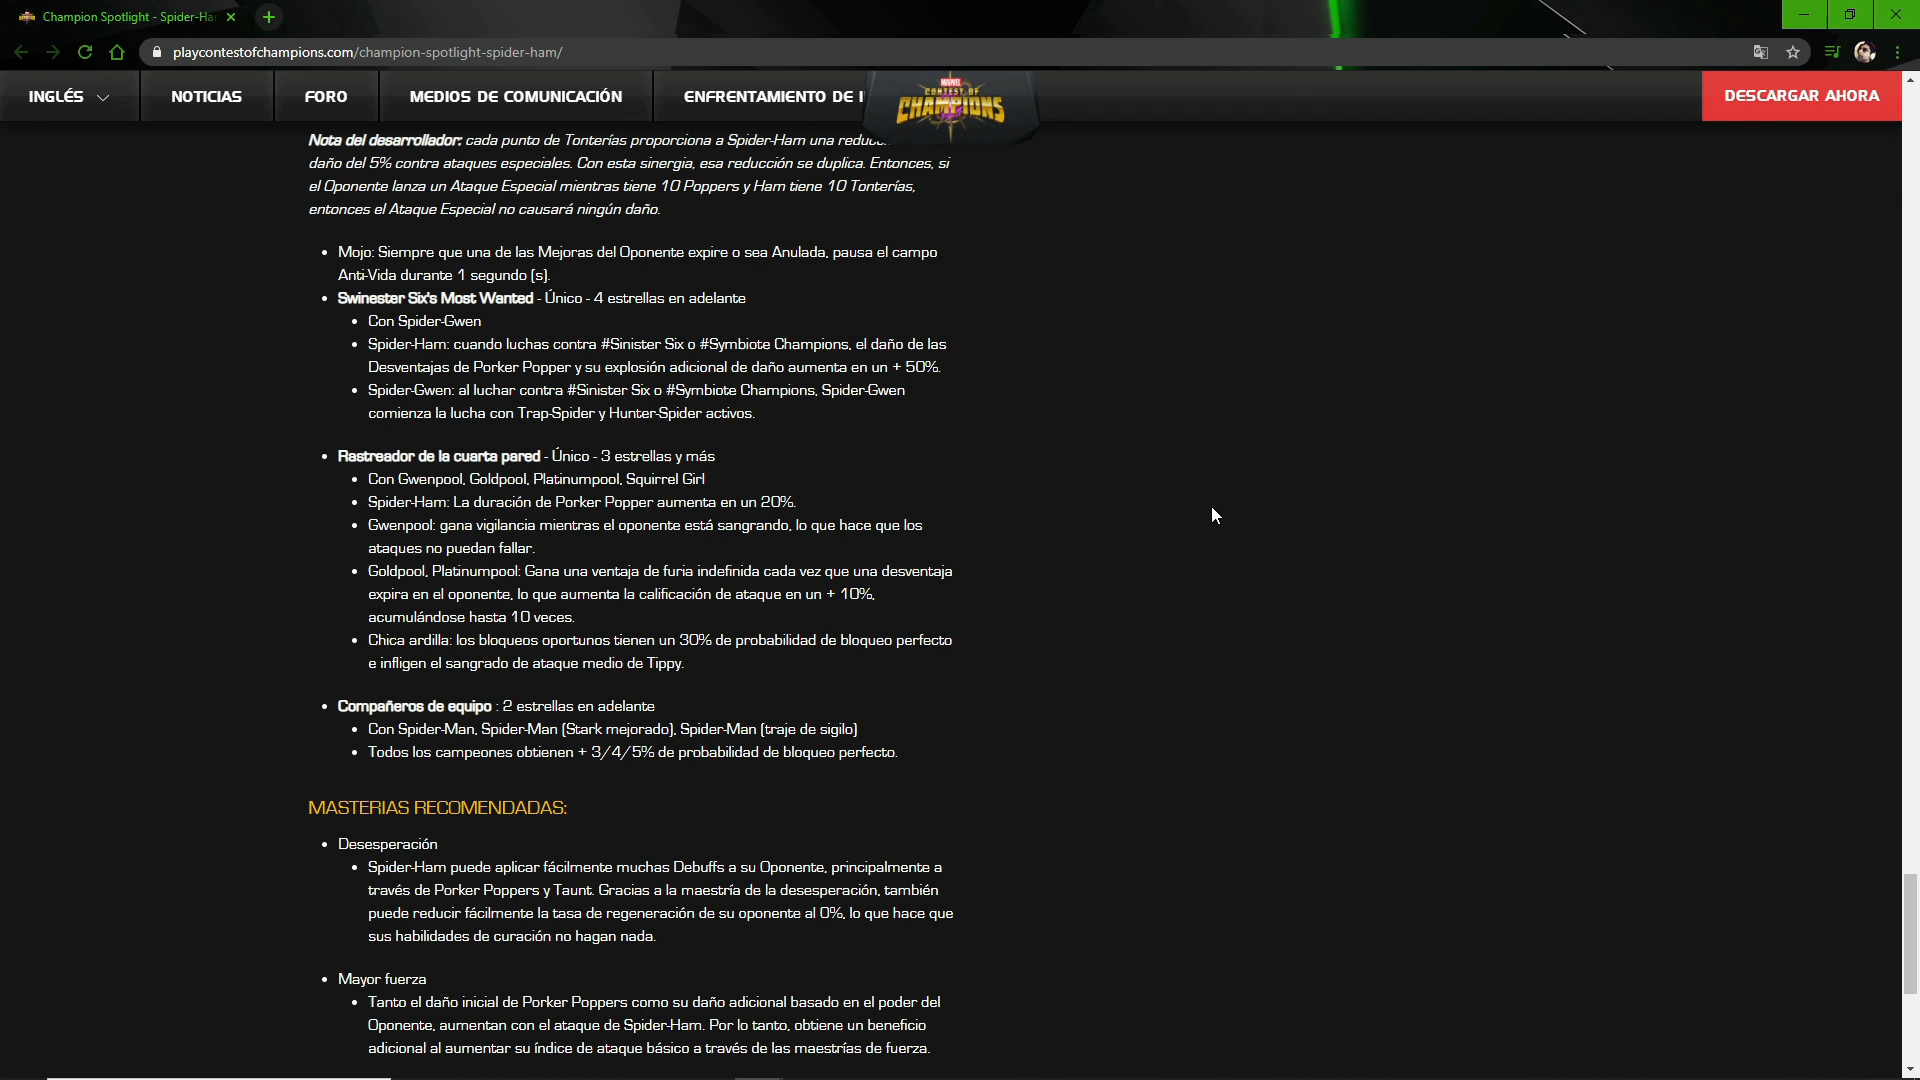 Champion Spotlight - Spider-Ha
playcontestofchampions.com/champion-spotlight-spider-ham/
INGLÉS
NOTICIAS
FORO
MEDIOS DE COMUNICACIÓN
ENFRENTAMIENTO DE I
MARVEL
CONTEST OF
CHAMPIONS
DESCARGAR AHORA
Nota del desarrollador: cada punto de Tonterías proporciona a Spider-Ham una
daño del 5% contra ataques especiales. Con esta sinergia, esa reducción se duplica. Entonces, si
el Oponente lanza un Ataque Especial mientras tiene 10 Poppers y Ham tiene 10 Tonterías,
entonces el Ataque Especial no causará ningún daño.
• Mojo: Siempre que una de las Mejoras del Oponente expire o sea Anulada, pausa el campo
Anti-Vida durante 1 segundo (s).
• Swinester Six's Most Wanted - Único - 4 estrellas en adelante
• Con Spider-Gwen
• Spider-Ham: cuando luchas contra #Sinister Six o #Symbiote Champions, el daño de las
Desventajas de Porker Popper y su explosión adicional de daño aumenta en un + 50%.
• Spider-Gwen: al luchar contra #Sinister Six o #Symbiote Champions, Spider-Gwen
comienza la lucha con Trap-Spider y Hunter-Spider activos.
• Rastreador de la cuarta pared - Único - 3 estrellas y más
• Con Gwenpool, Goldpool, Platinumpool, Squirrel Girl
• Spider-Ham: La duración de Porker Popper aumenta en un 20%.
• Gwenpool: gana vigilancia mientras el oponente está sangrando, lo que hace que los
ataques no puedan fallar.
• Goldpool, Platinumpool: Gana una ventaja de furia indefinida cada vez que una desventaja
expira en el oponente, lo que aumenta la calificación de ataque en un + 10%,
acumulándose hasta 10 veces.
• Chica ardilla: los bloqueos oportunos tienen un 30% de probabilidad de bloqueo perfecto
e infligen el sangrado de ataque medio de Tippy.
• Compañeros de equipo : 2 estrellas en adelante
• Con Spider-Man, Spider-Man (Stark mejorado), Spider-Man (traje de sigilo)
• Todos los campeones obtienen + 3/4/5% de probabilidad de bloqueo perfecto.
MASTERIAS RECOMENDADAS:
• Desesperación
• Spider-Ham puede aplicar fácilmente muchas Debuffs a su Oponente, principalmente a
través de Porker Poppers y Taunt. Gracias a la maestría de la desesperación, también
puede reducir fácilmente la tasa de regeneración de su oponente al 0%, lo que hace que
sus habilidades de curación no hagan nada.
• Mayor fuerza
• Tanto el daño inicial de Porker Poppers como su daño adicional basado en el poder del
Oponente, aumentan con el ataque de Spider-Ham. Por lo tanto, obtiene un beneficio
adicional al aumentar su índice de ataque básico a través de las maestrías de fuerza.